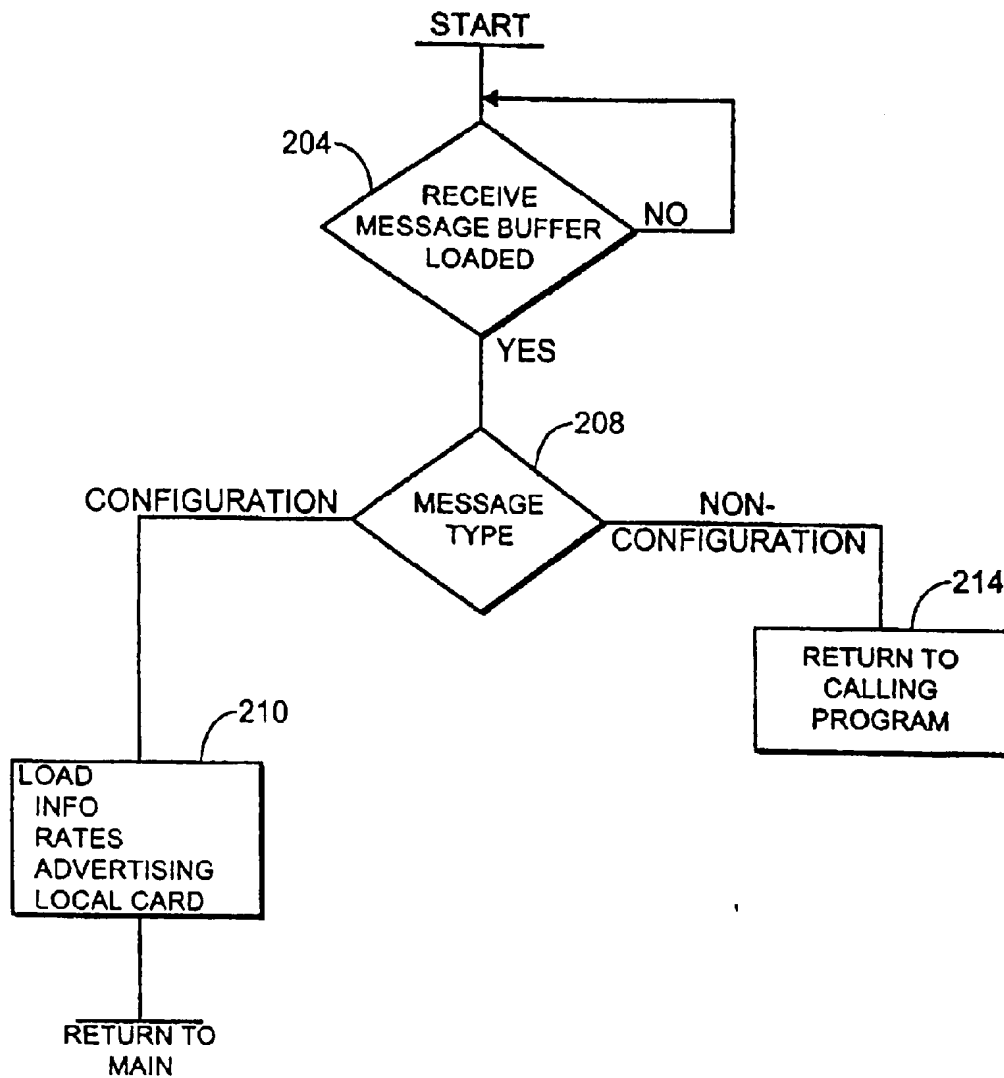 START
204
RECEIVE
MESSAGE BUFFER
LOADED
NO
YES
208
CONFIGURATION
MESSAGE
TYPE
NON-
CONFIGURATION
214
RETURN TO
CALLING
PROGRAM
210
LOAD
INFO
RATES
ADVERTISING
LOCAL CARD
RETURN TO
MAIN